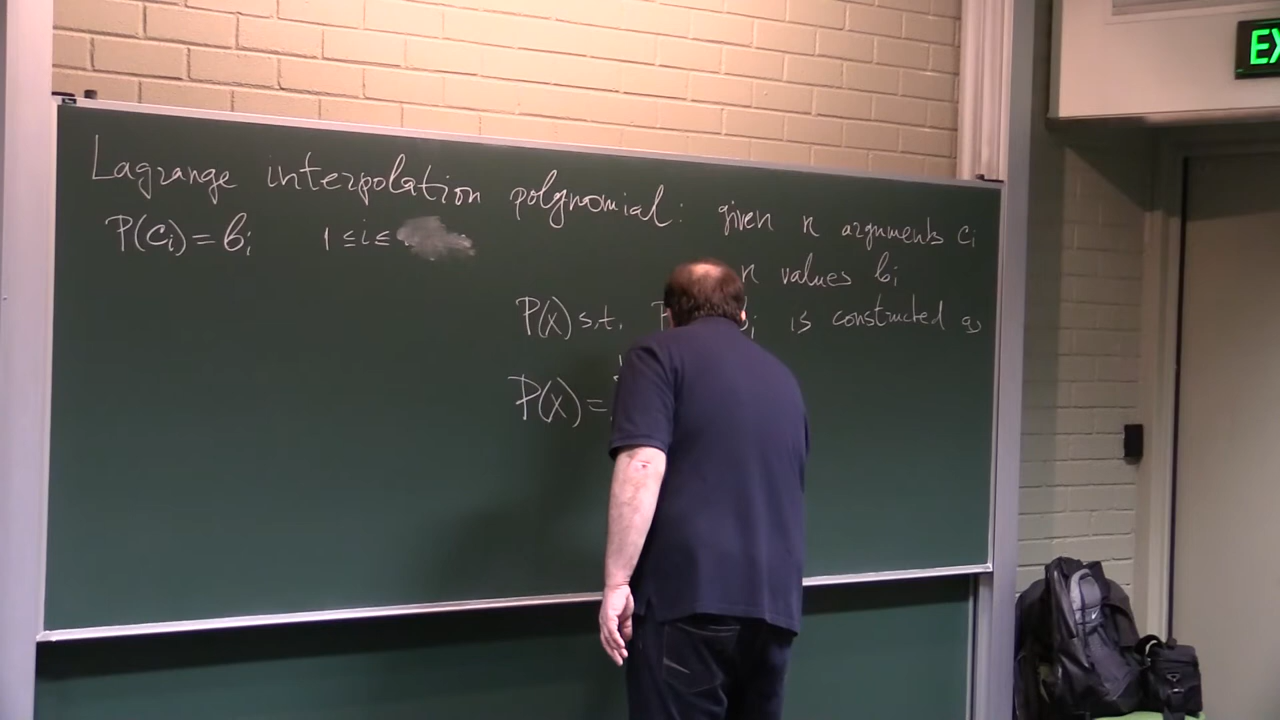 Lagrange interpolation polynomial: given n arguments ci
P(ci) = bi 1 ≤ i ≤
n values bi
P(x) s.t. is constructed as
P(x) =
EX